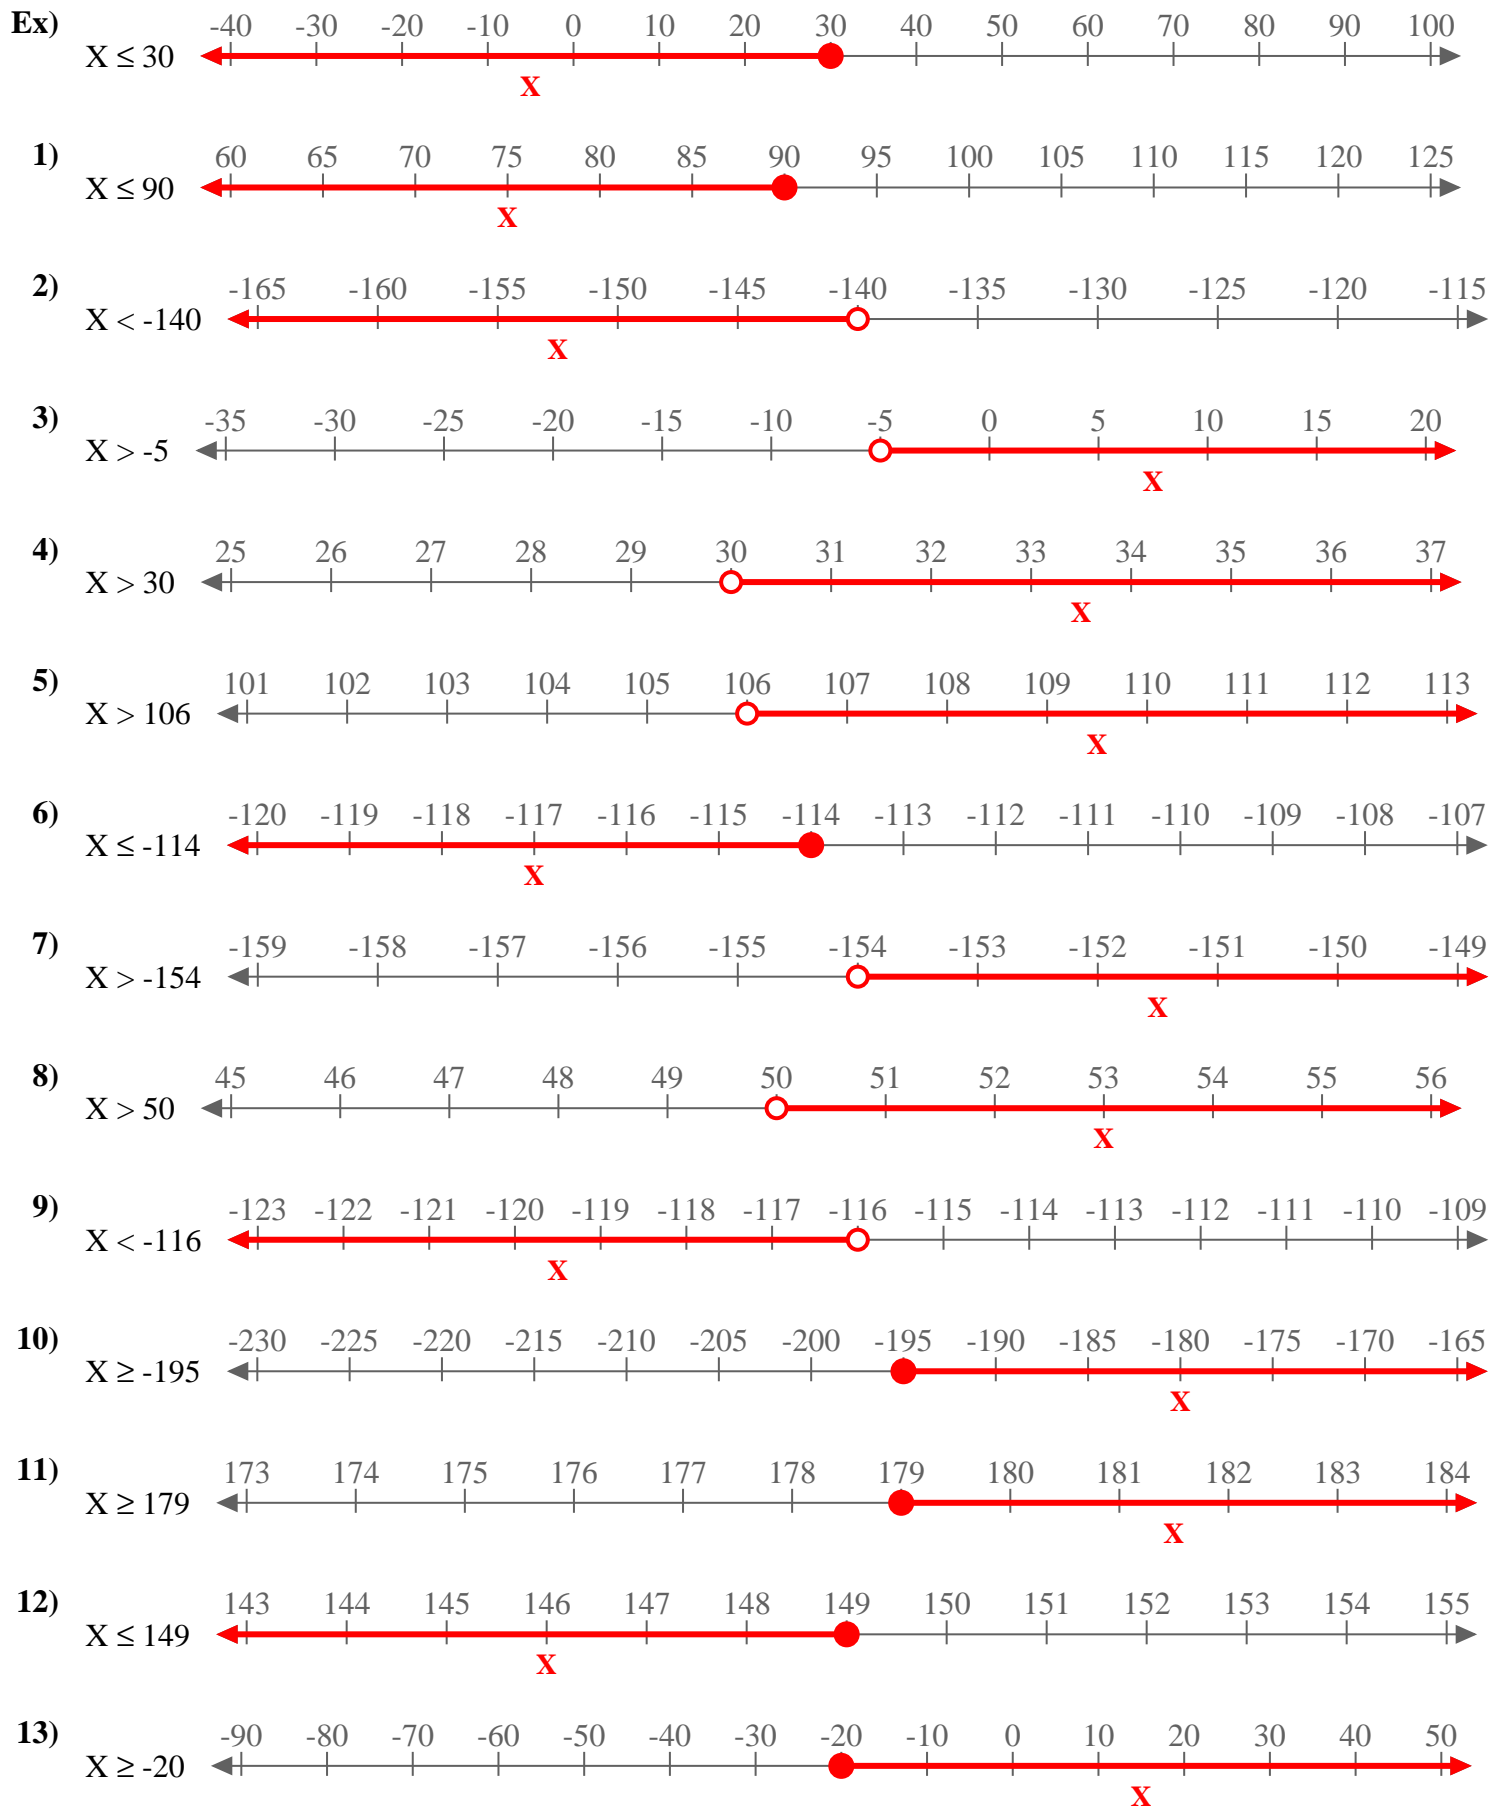 Ex) -40 -30 -20 -10 0 10 20 30 40 50 60 70 80 90 100
X ≤ 30
X
1) 60 65 70 75 80 85 90 95 100 105 110 115 120 125
X ≤ 90
X
2) -165 -160 -155 -150 -145 -140 -135 -130 -125 -120 -115
X < -140
X
3) -35 -30 -25 -20 -15 -10 -5 0 5 10 15 20
X > -5
X
4) 25 26 27 28 29 30 31 32 33 34 35 36 37
X > 30
X
5) 101 102 103 104 105 106 107 108 109 110 111 112 113
X > 106
X
6) -120 -119 -118 -117 -116 -115 -114 -113 -112 -111 -110 -109 -108 -107
X ≤ -114
X
7) -159 -158 -157 -156 -155 -154 -153 -152 -151 -150 -149
X > -154
X
8) 45 46 47 48 49 50 51 52 53 54 55 56
X > 50
X
9) -123 -122 -121 -120 -119 -118 -117 -116 -115 -114 -113 -112 -111 -110 -109
X < -116
X
10) -230 -225 -220 -215 -210 -205 -200 -195 -190 -185 -180 -175 -170 -165
X ≥ -195
X
11) 173 174 175 176 177 178 179 180 181 182 183 184
X ≥ 179
X
12) 143 144 145 146 147 148 149 150 151 152 153 154 155
X ≤ 149
X
13) -90 -80 -70 -60 -50 -40 -30 -20 -10 0 10 20 30 40 50
X ≥ -20
X